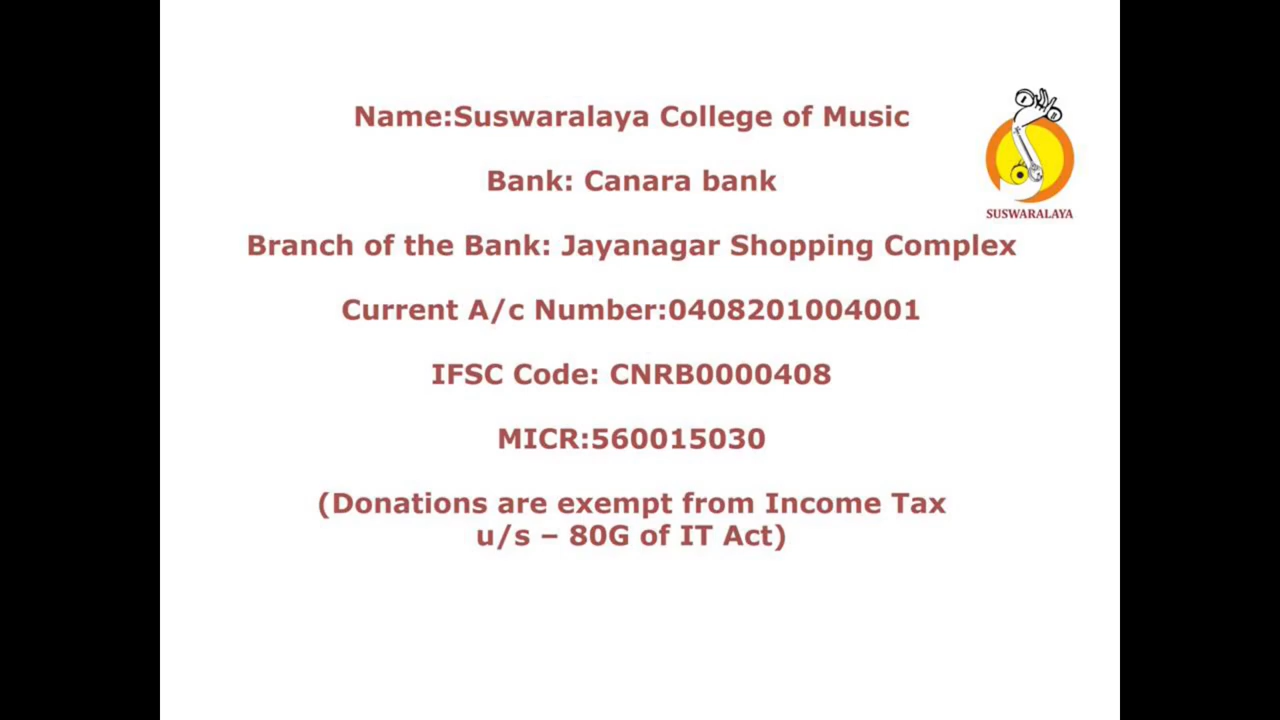 Name:Suswaralaya College of Music
Bank: Canara bank
SUSWARALAYA
Branch of the Bank: Jayanagar Shopping Complex
Current A/c Number:0408201004001
IFSC Code: CNRB0000408
MICR:560015030
(Donations are exempt from Income Tax
u/s – 80G of IT Act)